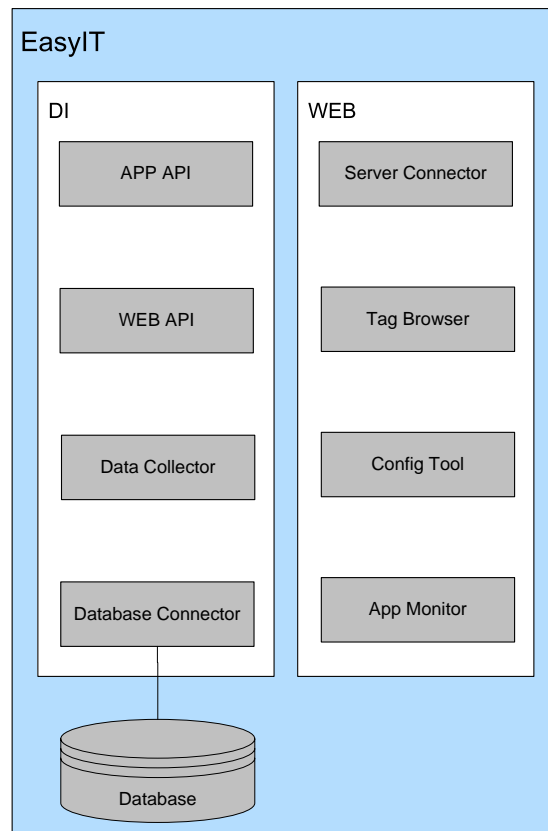 EasyIT
DI
APP API
WEB API
Data Collector
Database Connector
Database
WEB
Server Connector
Tag Browser
Config Tool
App Monitor